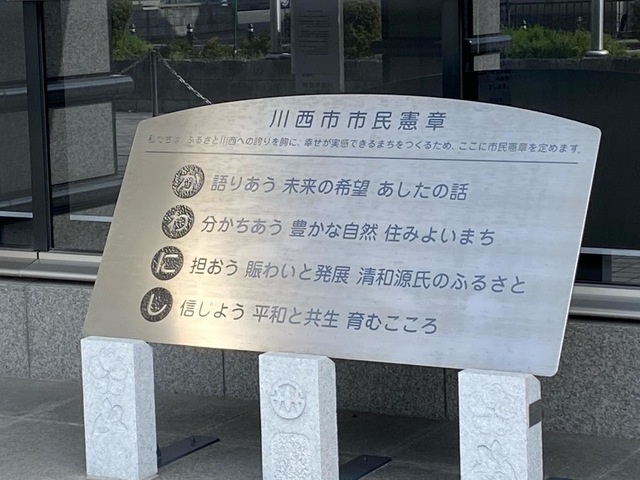 川西市市民憲章
私たちは、ふるさと川西への誇りを胸に、幸せが実感できるまちをつくるため、ここに市民憲章を定めます。
か 語りあう 未来の希望 あしたの話
わ 分かちあう 豊かな自然 住みよいまち
に 担おう 賑わいと発展 清和源氏のふるさと
し 信じよう 平和と共生 育むこころ